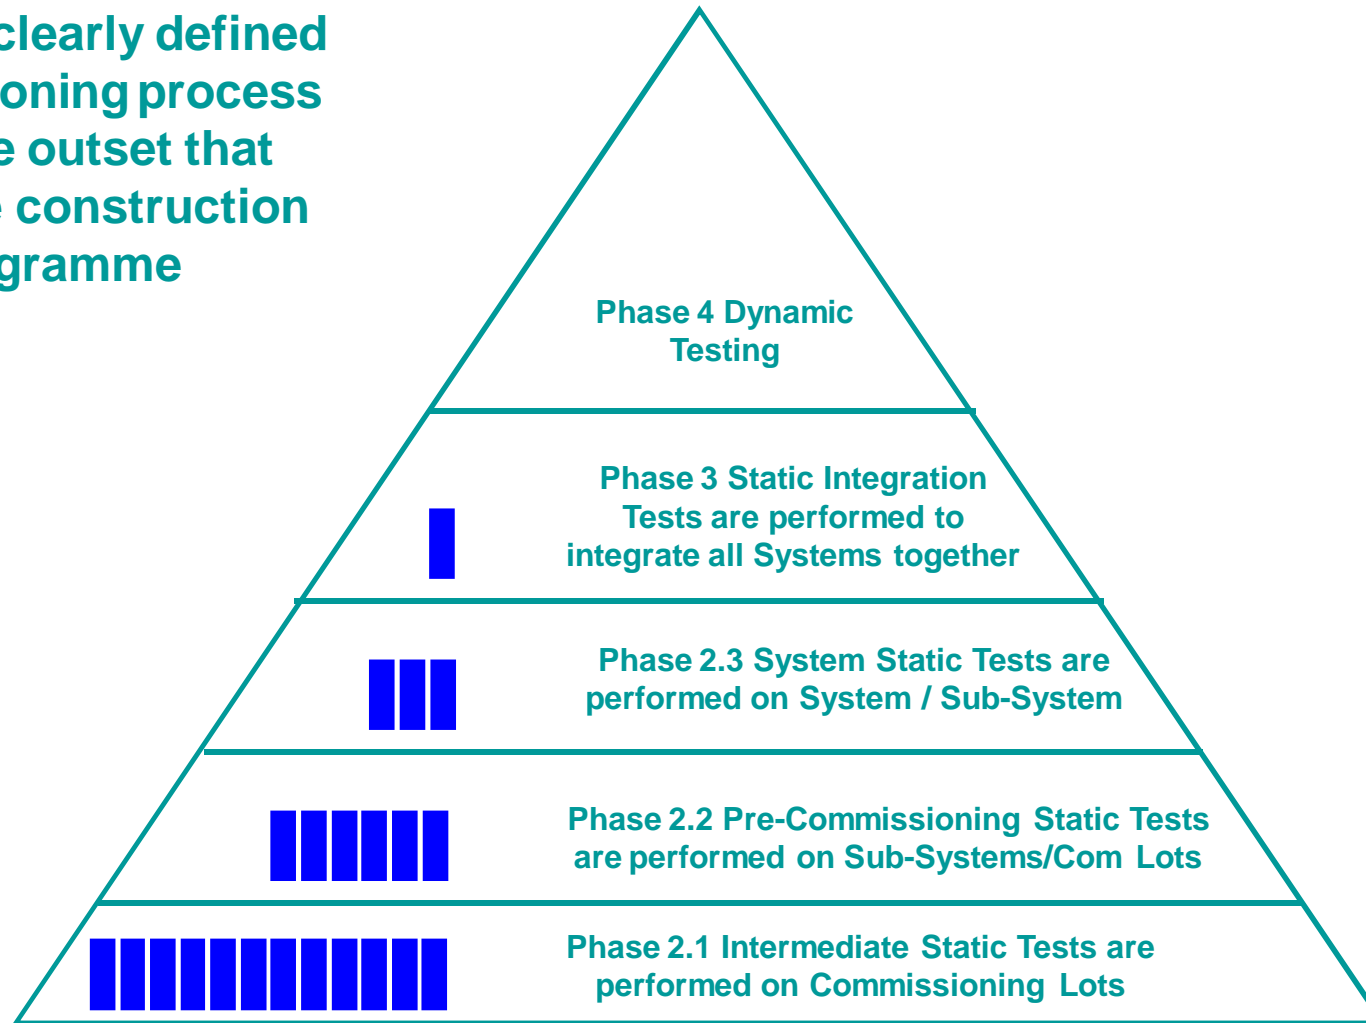 clearly defined
oning process
e outset that
e construction
gramme
Phase 4 Dynamic
Testing
Phase 3 Static Integration
Tests are performed to
integrate all Systems together
Phase 2.3 System Static Tests are
performed on System / Sub-System
Phase 2.2 Pre-Commissioning Static Tests
are performed on Sub-Systems/Com Lots
Phase 2.1 Intermediate Static Tests are
performed on Commissioning Lots